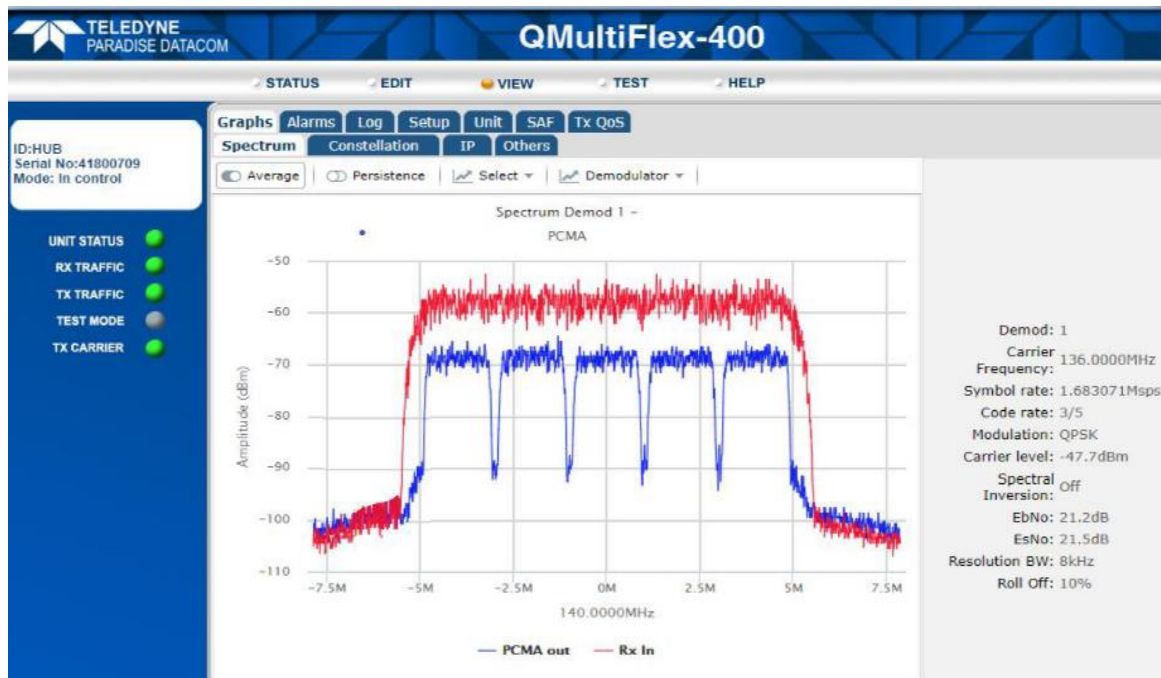 TELEDYNE
PARADISE DATACOM
QMultiFlex-400
STATUS EDIT VIEW TEST HELP
ID:HUB
Serial No:41800709
Mode: In control
UNIT STATUS
RX TRAFFIC
TX TRAFFIC
TEST MODE
TX CARRIER
Graphs Alarms Log Setup Unit SAF Tx QoS
Spectrum Constellation IP Others
Average Persistence Select Demodulator
Spectrum Demod 1 -
PCMA
Amplitude (dBm)
-50
-60
-70
-80
-90
-100
-110
-7.5M -5M -2.5M 0M 2.5M 5M 7.5M
140.0000MHz
PCMA out Rx In
Demod: 1
Carrier
Frequency: 136.0000MHz
Symbol rate: 1.683071Msps
Code rate: 3/5
Modulation: QPSK
Carrier level: -47.7dBm
Spectral
Inversion: Off
EbNo: 21.2dB
EsNo: 21.5dB
Resolution BW: 8kHz
Roll Off: 10%